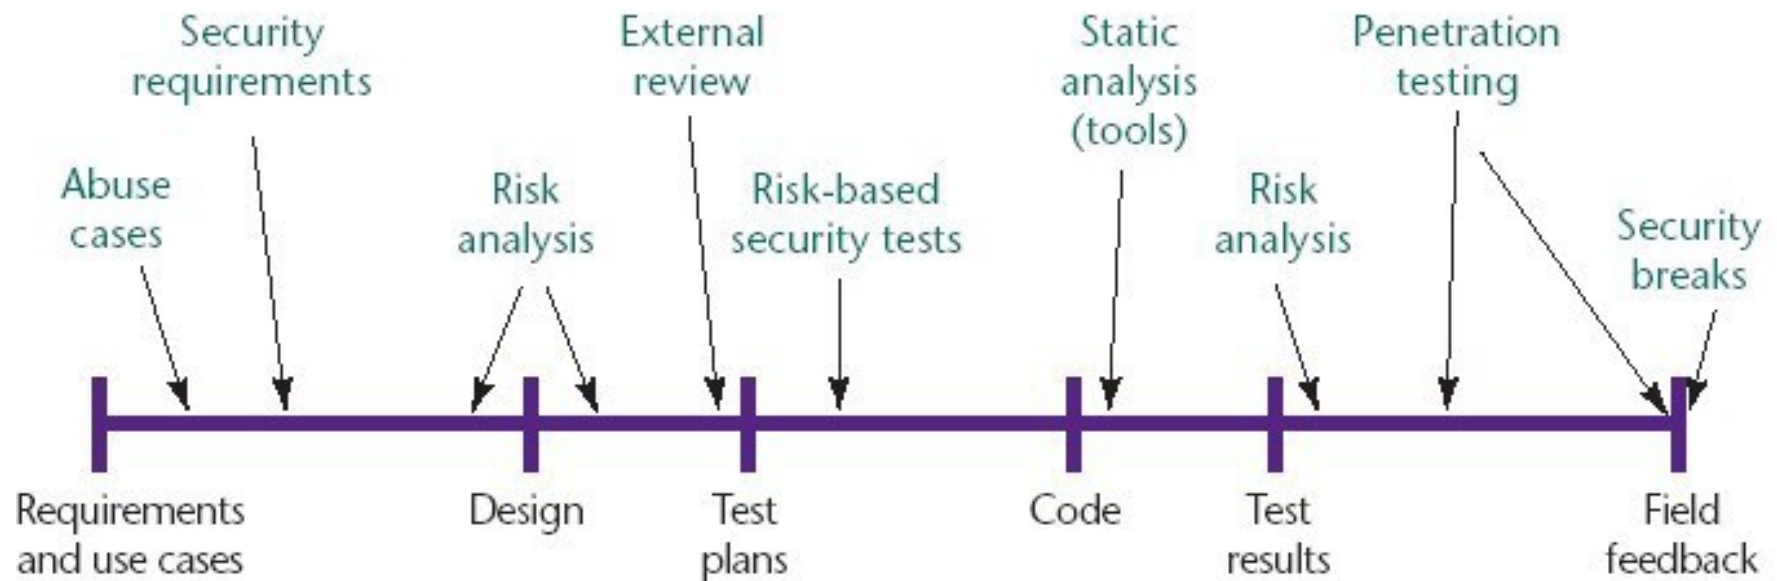 Security
requirements
External
review
Static
analysis
(tools)
Penetration
testing
Abuse
cases
Risk
analysis
Risk-based
security tests
Risk
analysis
Security
breaks
Requirements
and use cases
Design
Test
plans
Code
Test
results
Field
feedback